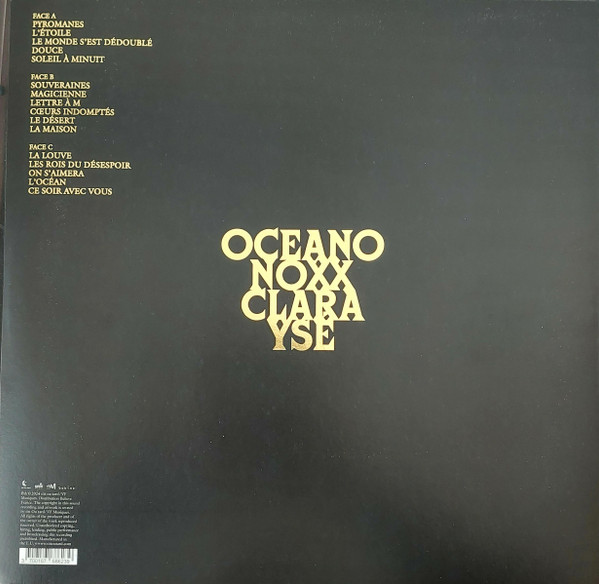 FACE A
PYROMANES
L'ÉTOILE
LE MONDE S'EST DÉDOUBLÉ
DOUCE
SOLEIL À MINUIT
FACE B
SOUVERAINES
MAGICIENNE
LETTRE À M
CŒURS INDOMPTÉS
LE DÉSERT
LA MAISON
FACE C
LA LOUVE
LES ROIS DU DÉSESPOIR
ON S'AIMERA
L'OCÉAN
CE SOIR AVEC VOUS
OCEANO
NOXX
CLARA
YSÉ